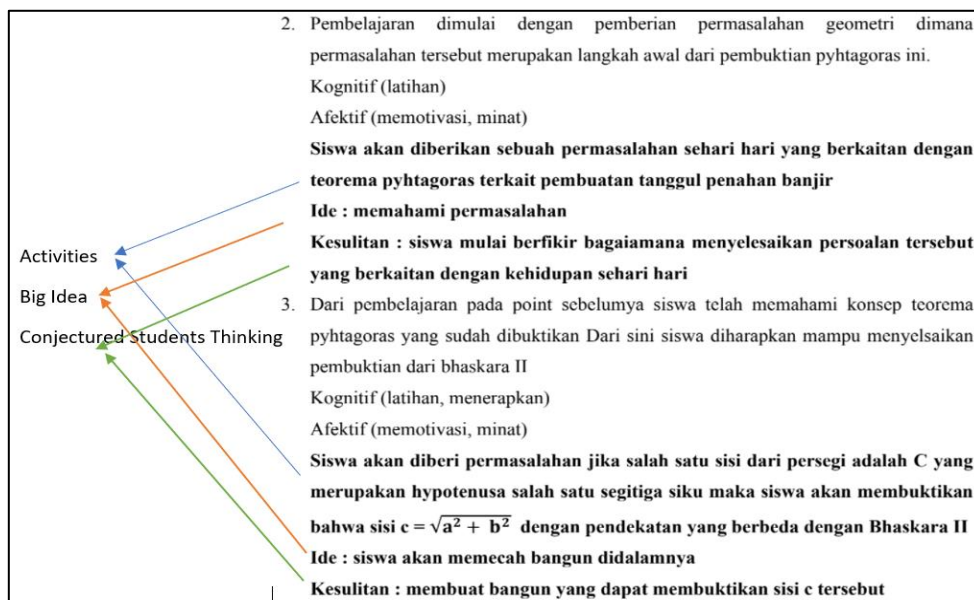 2. Pembelajaran dimulai dengan pemberian permasalahan geometri dimana
permasalahan tersebut merupakan langkah awal dari pembuktian pyhtagoras ini.
Kognitif (latihan)
Afektif (memotivasi, minat)
Siswa akan diberikan sebuah permasalahan sehari hari yang berkaitan dengan
teorema pyhtagoras terkait pembuatan tanggul penahan banjir
Ide : memahami permasalahan
Kesulitan : siswa mulai berfikir bagaiamana menyelesaikan persoalan tersebut
yang berkaitan dengan kehidupan sehari hari
Activities
Big Idea
Conjectured Students Thinking
3. Dari pembelajaran pada point sebelumya siswa telah memahami konsep teorema
pyhtagoras yang sudah dibuktikan Dari sini siswa diharapkan mampu menyelsaikan
pembuktian dari bhaskara II
Kognitif (latihan, menerapkan)
Afektif (memotivasi, minat)
Siswa akan diberi permasalahan jika salah satu sisi dari persegi adalah C yang
merupakan hypotenusa salah satu segitiga siku maka siswa akan membuktikan
bahwa sisi c = √a² + b² dengan pendekatan yang berbeda dengan Bhaskara II
Ide : siswa akan memecah bangun didalamnya
Kesulitan : membuat bangun yang dapat membuktikan sisi c tersebut